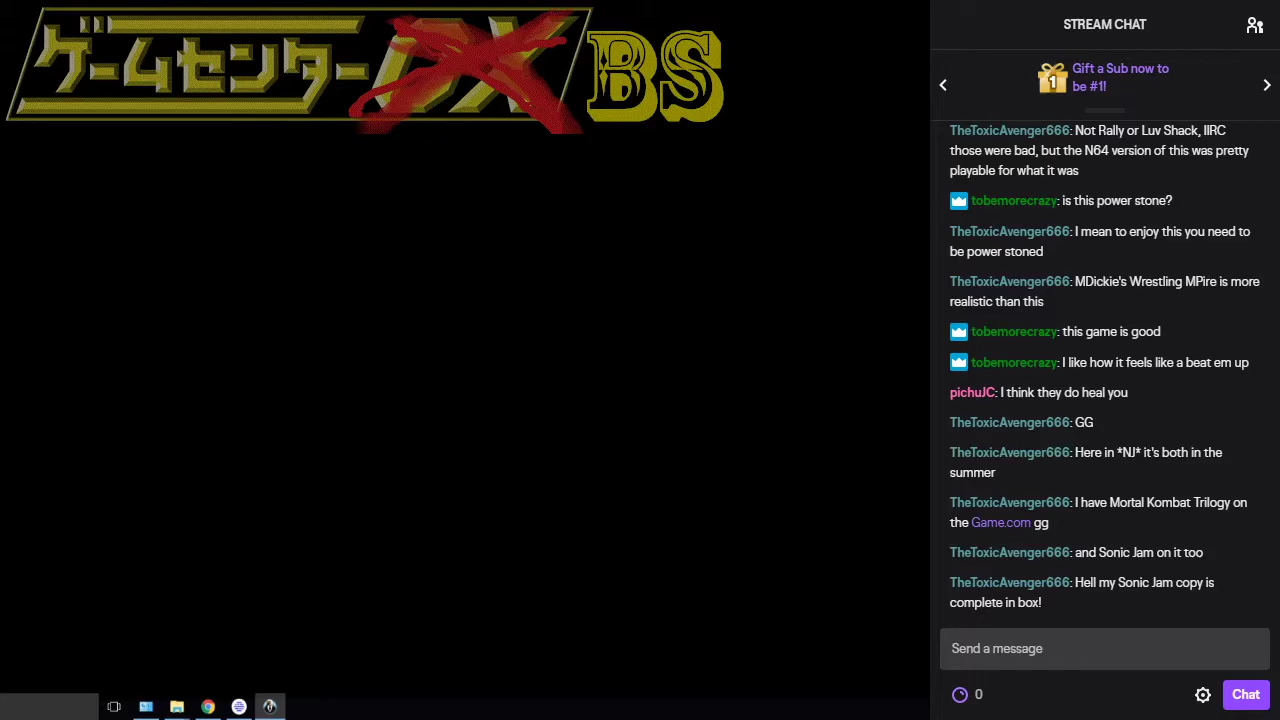 ゲームセンターCX BS
STREAM CHAT
1
Gift a Sub now to
be #1!
TheToxicAvenger666: Not Rally or Luv Shack, IIRC
those were bad, but the N64 version of this was pretty
playable for what it was
tobemorecrazy: is this power stone?
TheToxicAvenger666: I mean to enjoy this you need to
be power stoned
TheToxicAvenger666: MDickie's Wrestling MPire is more
realistic than this
tobemorecrazy: this game is good
tobemorecrazy: I like how it feels like a beat em up
pichuJC: I think they do heal you
TheToxicAvenger666: GG
TheToxicAvenger666: Here in *NJ* it's both in the
summer
TheToxicAvenger666: I have Mortal Kombat Trilogy on
the Game.com gg
TheToxicAvenger666: and Sonic Jam on it too
TheToxicAvenger666: Hell my Sonic Jam copy is
complete in box!
Send a message
0
Chat